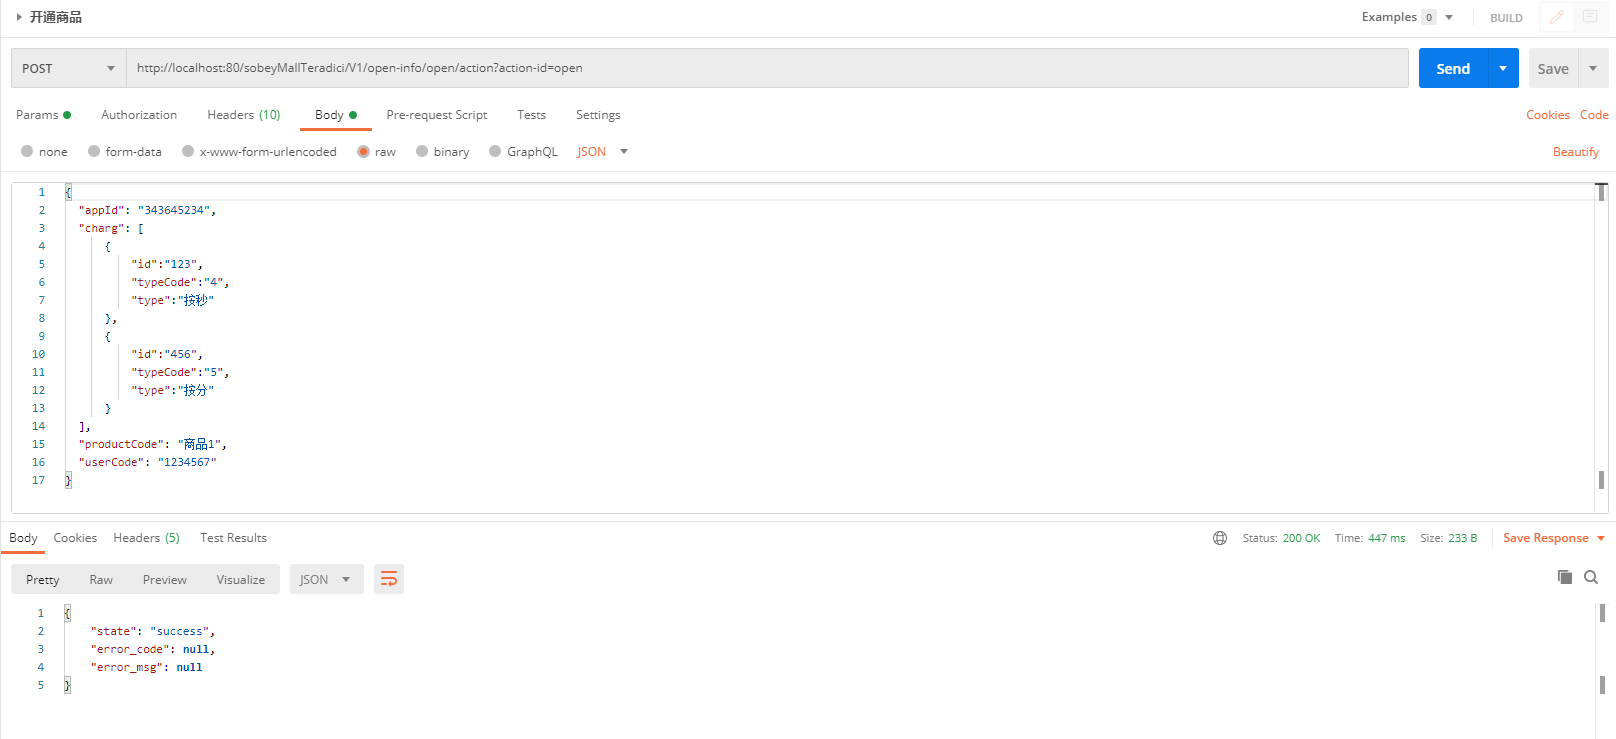 开通商品
Examples 0 BUILD
POST http://localhost:80/sobeyMallTeradici/V1/open-info/open/action?action-id=open Send Save
Params Authorization Headers (10) Body Pre-request Script Tests Settings Cookies Code
none form-data x-www-form-urlencoded raw binary GraphQL JSON Beautify
1 {
2 "appId": "343645234",
3 "charg": [
4 {
5 "id":"123",
6 "typeCode":"4",
7 "type":"按秒"
8 },
9 {
10 "id":"456",
11 "typeCode":"5",
12 "type":"按分"
13 }
14 ],
15 "productCode": "商品1",
16 "userCode": "1234567"
17 }
Body Cookies Headers (5) Test Results Status: 200 OK Time: 447 ms Size: 233 B Save Response
Pretty Raw Preview Visualize JSON
1 {
2 "state": "success",
3 "error_code": null,
4 "error_msg": null
5 }